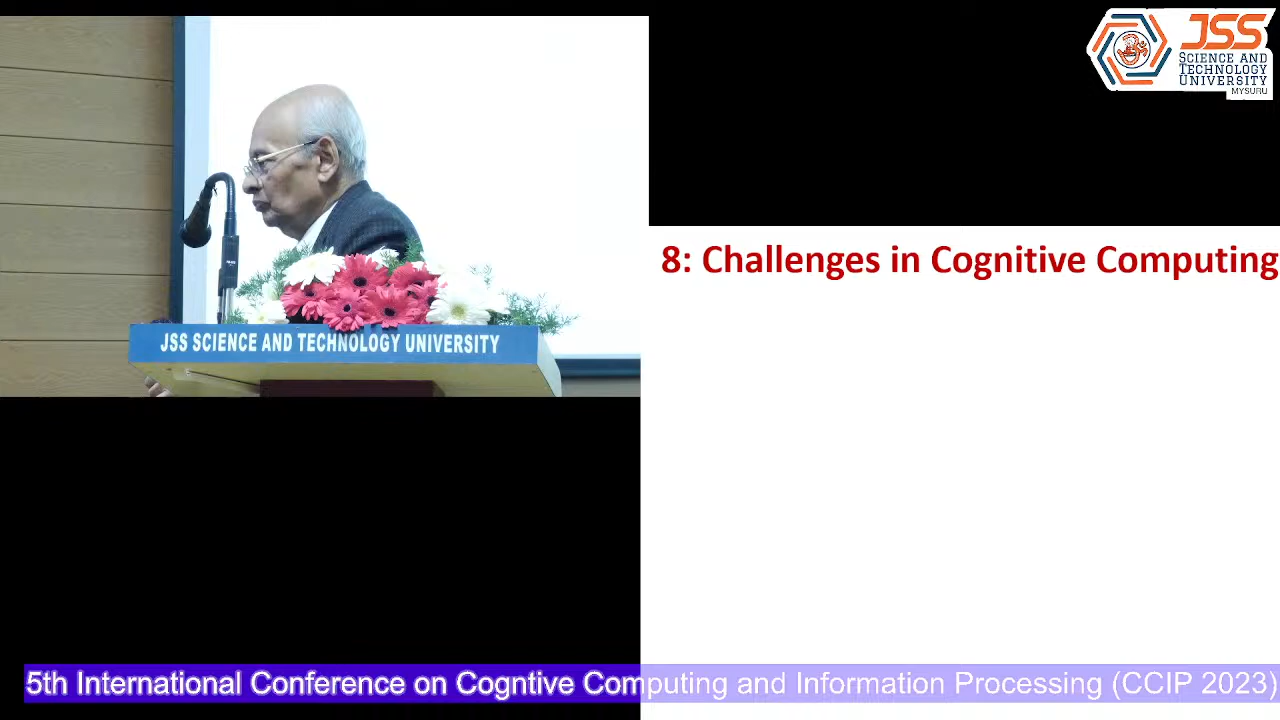 JSS
SCIENCE AND
TECHNOLOGY
UNIVERSITY
MYSURU
8: Challenges in Cognitive Computing
JSS SCIENCE AND TECHNOLOGY UNIVERSITY
5th International Conference on Cogntive Computing and Information Processing (CCIP 2023)